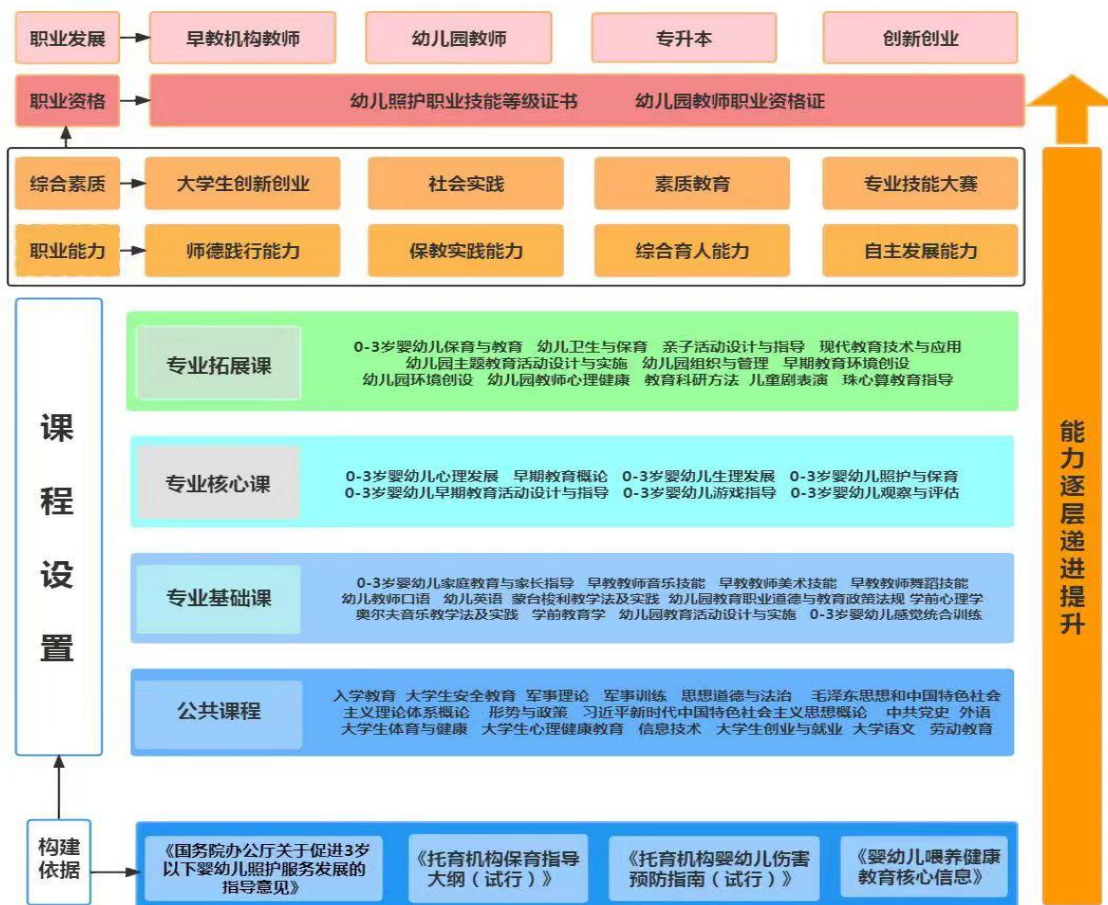 职业发展 早教机构教师 幼儿园教师 专升本 创新创业
职业资格 幼儿照护职业技能等级证书 幼儿园教师职业资格证
综合素质 大学生创新创业 社会实践 素质教育 专业技能大赛
职业能力 师德践行能力 保教实践能力 综合育人能力 自主发展能力
课程设置
专业拓展课
0-3岁婴幼儿保育与教育 幼儿卫生与保育 亲子活动设计与指导 现代教育技术与应用
幼儿园主题教育活动设计与实施 幼儿园组织与管理 早期教育环境创设
幼儿园环境创设 幼儿园教师心理健康 教育科研方法 儿童剧表演 珠心算教育指导
专业核心课
0-3岁婴幼儿心理发展 早期教育概论 0-3岁婴幼儿生理发展 0-3岁婴幼儿照护与保育
0-3岁婴幼儿早期教育活动设计与指导 0-3岁婴幼儿游戏指导 0-3岁婴幼儿观察与评估
专业基础课
0-3岁婴幼儿家庭教育与家长指导 早教教师音乐技能 早教教师美术技能 早教教师舞蹈技能
幼儿教师口语 幼儿英语 蒙台梭利教学法及实践 幼儿园教育职业道德与教育政策法规 学前心理学
奥尔夫音乐教学法及实践 学前教育学 幼儿园教育活动设计与实施 0-3岁婴幼儿感觉统合训练
公共课程
入学教育 大学生安全教育 军事理论 军事训练 思想道德与法治 毛泽东思想和中国特色社会
主义理论体系概论 形势与政策 习近平新时代中国特色社会主义思想概论 中共党史 外语
大学生体育与健康 大学生心理健康教育 信息技术 大学生创业与就业 大学语文 劳动教育
构建
依据
《国务院办公厅关于促进3岁
以下婴幼儿照护服务发展的
指导意见》
《托育机构保育指导
大纲（试行）》
《托育机构婴幼儿伤害
预防指南（试行）》
《婴幼儿喂养健康
教育核心信息》
能力逐层递进提升